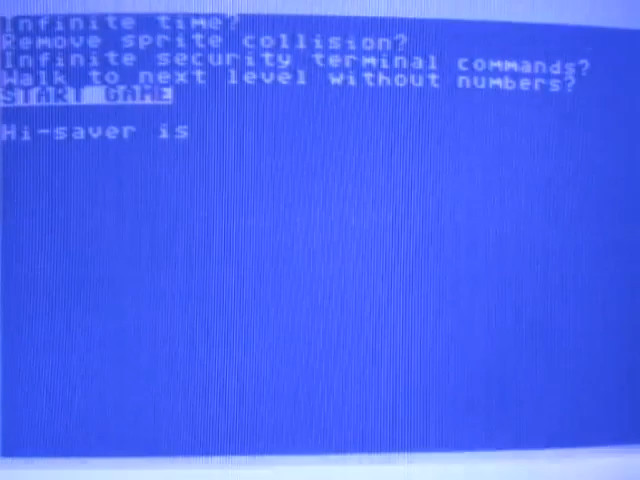 Infinite time?
Remove sprite collision?
Infinite security terminal commands?
Walk to next level without numbers?
START GAME
Hi-saver is